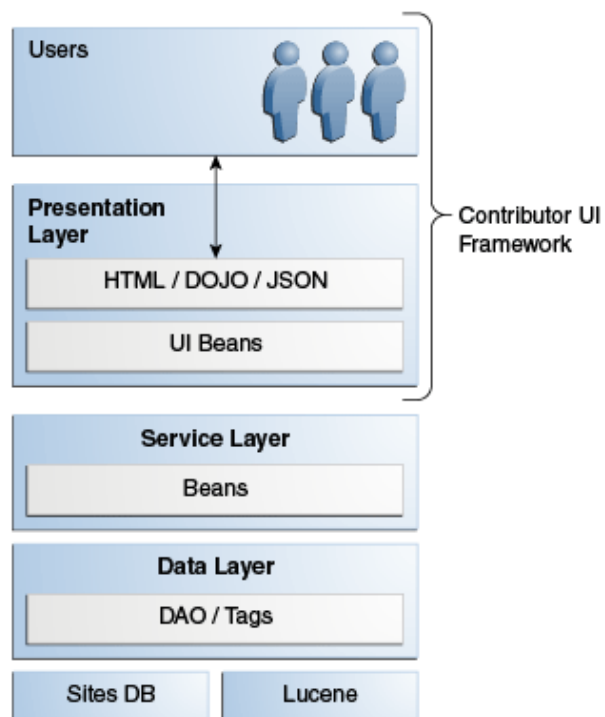 Users
Presentation
Layer
HTML / DOJO / JSON
UI Beans
Contributor UI
Framework
Service Layer
Beans
Data Layer
DAO / Tags
Sites DB
Lucene